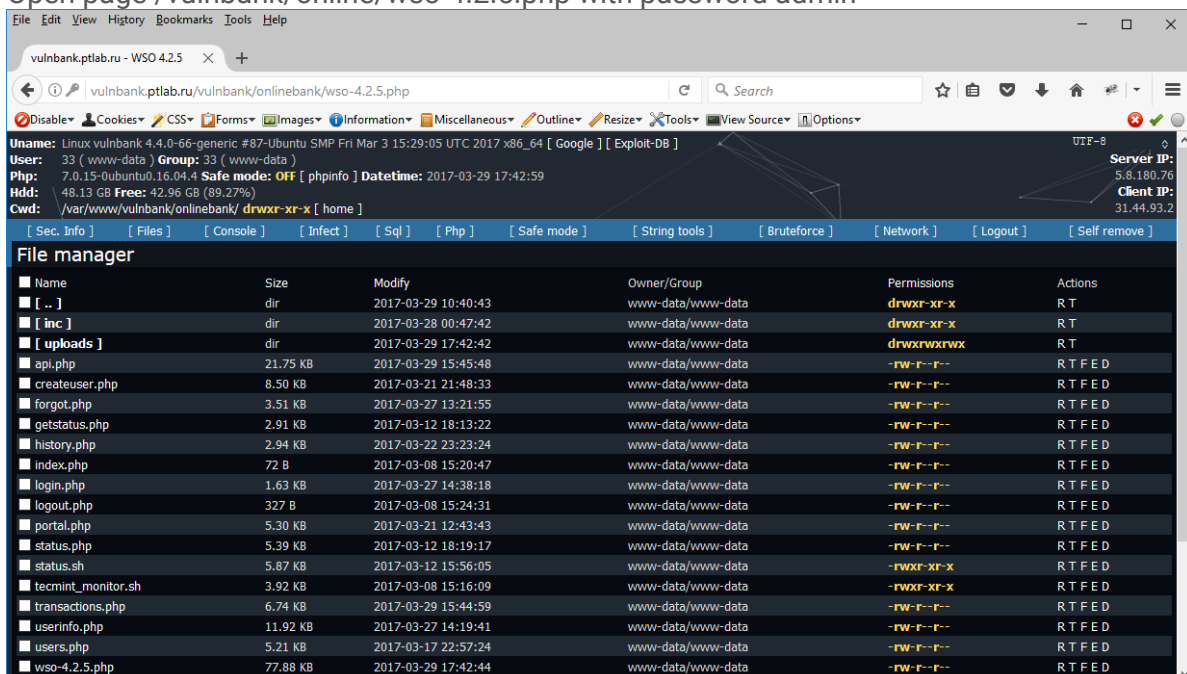 Open page /vulnbank/online/wso-4.2.5.php with password admin
File Edit View History Bookmarks Tools Help
vulnbank.ptlab.ru - WSO 4.2.5
vulnbank.ptlab.ru/vulnbank/onlinebank/wso-4.2.5.php Search
Disable Cookies CSS Forms Images Information Miscellaneous Outline Resize Tools View Source Options
Uname: Linux vulnbank 4.4.0-66-generic #87-Ubuntu SMP Fri Mar 3 15:29:05 UTC 2017 x86_64 [ Google ] [ Exploit-DB ] UTF-8
User: 33 ( www-data ) Group: 33 ( www-data ) Server IP:
Php: 7.0.15-0ubuntu0.16.04.4 Safe mode: OFF [ phpinfo ] Datetime: 2017-03-29 17:42:59 5.8.180.76
Hdd: 48.13 GB Free: 42.96 GB (89.27%) Client IP:
Cwd: /var/www/vulnbank/onlinebank/ drwxr-xr-x [ home ] 31.44.93.2
[ Sec. Info ] [ Files ] [ Console ] [ Infect ] [ Sql ] [ Php ] [ Safe mode ] [ String tools ] [ Bruteforce ] [ Network ] [ Logout ] [ Self remove ]
File manager
Name Size Modify Owner/Group Permissions Actions
[ .. ] dir 2017-03-29 10:40:43 www-data/www-data drwxr-xr-x R T
[ inc ] dir 2017-03-28 00:47:42 www-data/www-data drwxr-xr-x R T
[ uploads ] dir 2017-03-29 17:42:42 www-data/www-data drwxrwxrwx R T
api.php 21.75 KB 2017-03-29 15:45:48 www-data/www-data -rw-r--r-- R T F E D
createuser.php 8.50 KB 2017-03-21 21:48:33 www-data/www-data -rw-r--r-- R T F E D
forgot.php 3.51 KB 2017-03-27 13:21:55 www-data/www-data -rw-r--r-- R T F E D
getstatus.php 2.91 KB 2017-03-12 18:13:22 www-data/www-data -rw-r--r-- R T F E D
history.php 2.94 KB 2017-03-22 23:23:24 www-data/www-data -rw-r--r-- R T F E D
index.php 72 B 2017-03-08 15:20:47 www-data/www-data -rw-r--r-- R T F E D
login.php 1.63 KB 2017-03-27 14:38:18 www-data/www-data -rw-r--r-- R T F E D
logout.php 327 B 2017-03-08 15:24:31 www-data/www-data -rw-r--r-- R T F E D
portal.php 5.30 KB 2017-03-21 12:43:43 www-data/www-data -rw-r--r-- R T F E D
status.php 5.39 KB 2017-03-12 18:19:17 www-data/www-data -rw-r--r-- R T F E D
status.sh 5.87 KB 2017-03-12 15:56:05 www-data/www-data -rwxr-xr-x R T F E D
tecmint_monitor.sh 3.92 KB 2017-03-08 15:16:09 www-data/www-data -rwxr-xr-x R T F E D
transactions.php 6.74 KB 2017-03-29 15:44:59 www-data/www-data -rw-r--r-- R T F E D
userinfo.php 11.92 KB 2017-03-27 14:19:41 www-data/www-data -rw-r--r-- R T F E D
users.php 5.21 KB 2017-03-17 22:57:24 www-data/www-data -rw-r--r-- R T F E D
wso-4.2.5.php 77.88 KB 2017-03-29 17:42:44 www-data/www-data -rw-r--r-- R T F E D